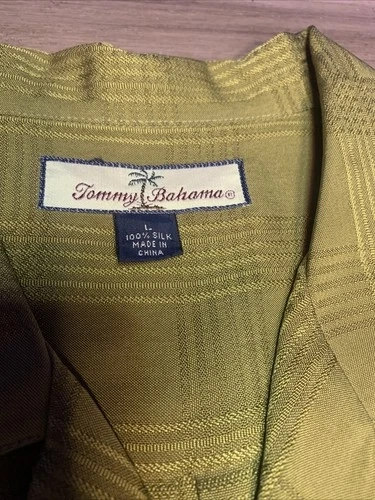 Tommy Bahama®
L
100% SILK
MADE IN
CHINA